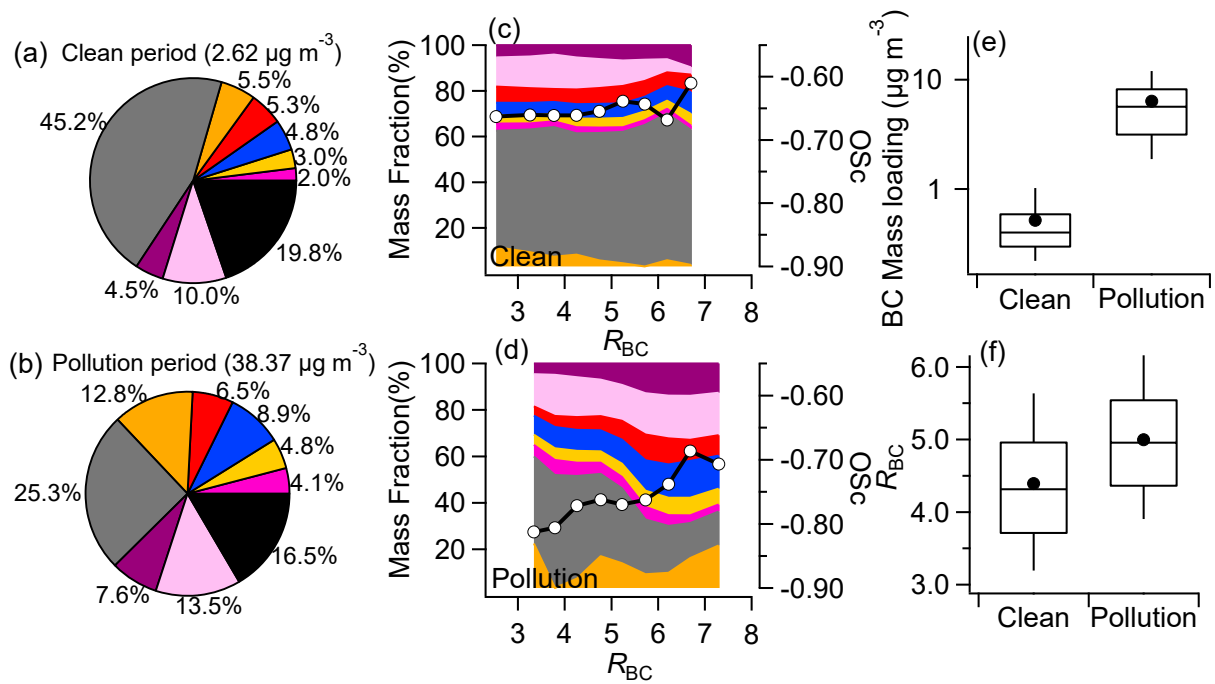 (a) Clean period (2.62 µg m⁻³)
5.5%
5.3%
4.8%
3.0%
2.0%
19.8%
10.0%
4.5%
45.2%
(b) Pollution period (38.37 µg m⁻³)
12.8%
6.5%
8.9%
4.8%
4.1%
16.5%
13.5%
7.6%
25.3%
(c)
Mass Fraction(%)
100
80
60
40
20
Clean
3 4 5 6 7 8
R_BC
-0.60
-0.70
-0.80
-0.90
OSc
(d)
Mass Fraction(%)
100
80
60
40
20
Pollution
3 4 5 6 7 8
R_BC
-0.60
-0.70
-0.80
-0.90
OSc
(e)
BC Mass loading (µg m⁻³)
10
1
Clean Pollution
(f)
R_BC
6.0
5.0
4.0
3.0
Clean Pollution